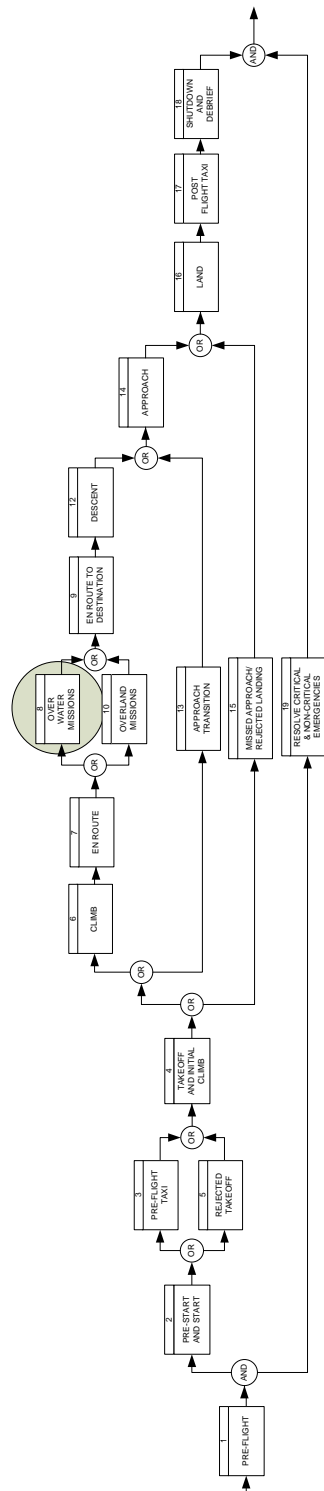 1
PRE-FLIGHT
AND
2
PRE-START
AND START
OR
3
PRE-FLIGHT
TAXI
5
REJECTED
TAKEOFF
OR
4
TAKEOFF
AND INITIAL
CLIMB
OR
OR
6
CLIMB
7
EN ROUTE
OR
8
OVER
WATER
MISSIONS
10
OVERLAND
MISSIONS
OR
9
EN ROUTE TO
DESTINATION
12
DESCENT
13
APPROACH
TRANSITION
OR
14
APPROACH
15
MISSED APPROACH/
REJECTED LANDING
OR
16
LAND
17
POST
FLIGHT TAXI
18
SHUTDOWN
AND
DEBRIEF
19
RESOLVE CRITICAL
& NON-CRITICAL
EMERGENCIES
AND